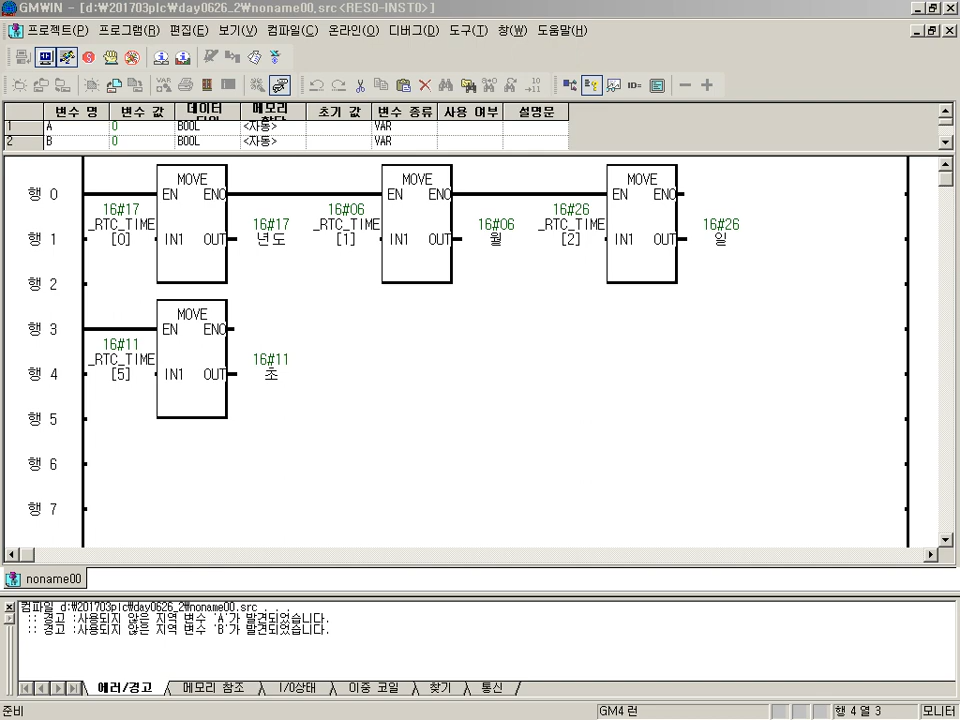 GMWIN - [d:₩201703plc₩day0626_2₩noname00.src<RES0-INST0>]
프로젝트(P) 프로그램(R) 편집(E) 보기(V) 컴파일(C) 온라인(O) 디버그(D) 도구(T) 창(W) 도움말(H)
변수 명 변수 값 데이터 메모리 초기 값 변수 종류 사용 여부 설명문
1 A 0 BOOL <자동> VAR
2 B 0 BOOL <자동> VAR
MOVE MOVE MOVE
행 0 EN ENO EN ENO EN ENO
16#17 16#06 16#26
_RTC_TIME 16#17 _RTC_TIME 16#06 _RTC_TIME 16#26
행 1 [0] IN1 OUT 년도 [1] IN1 OUT 월 [2] IN1 OUT 일
행 2
MOVE
행 3 EN ENO
16#11
_RTC_TIME 16#11
행 4 [5] IN1 OUT 초
행 5
행 6
행 7
noname00
컴파일 d:₩201703plc₩day0626_2₩noname00.src . . .
:: 경고 :사용되지 않은 지역 변수 'A'가 발견되었습니다.
:: 경고 :사용되지 않은 지역 변수 'B'가 발견되었습니다.
에러/경고 메모리 참조 I/O상태 이중 코일 찾기 통신
준비 GM4 런 행 4 열 3 모니터